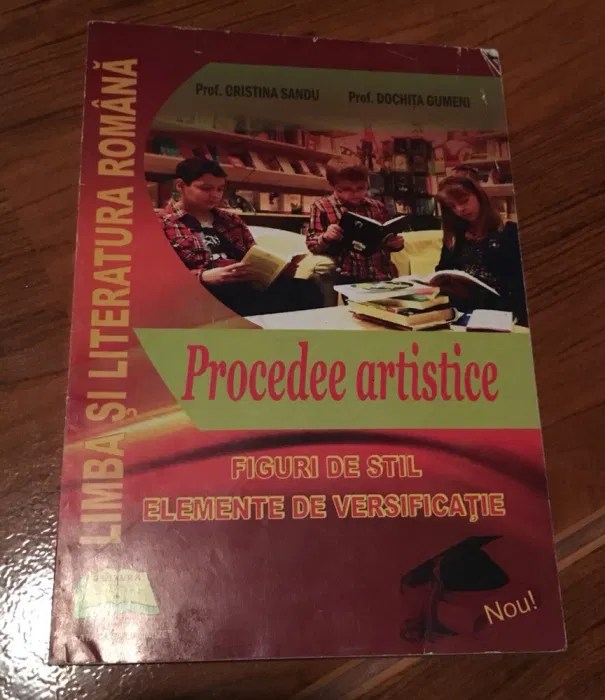 Prof. CRISTINA SANDU
Prof. DOCHIȚA GUMENI
LIMBA ȘI LITERATURA ROMÂNĂ
Procedee artistice
FIGURI DE STIL
ELEMENTE DE VERSIFICAȚIE
Nou!